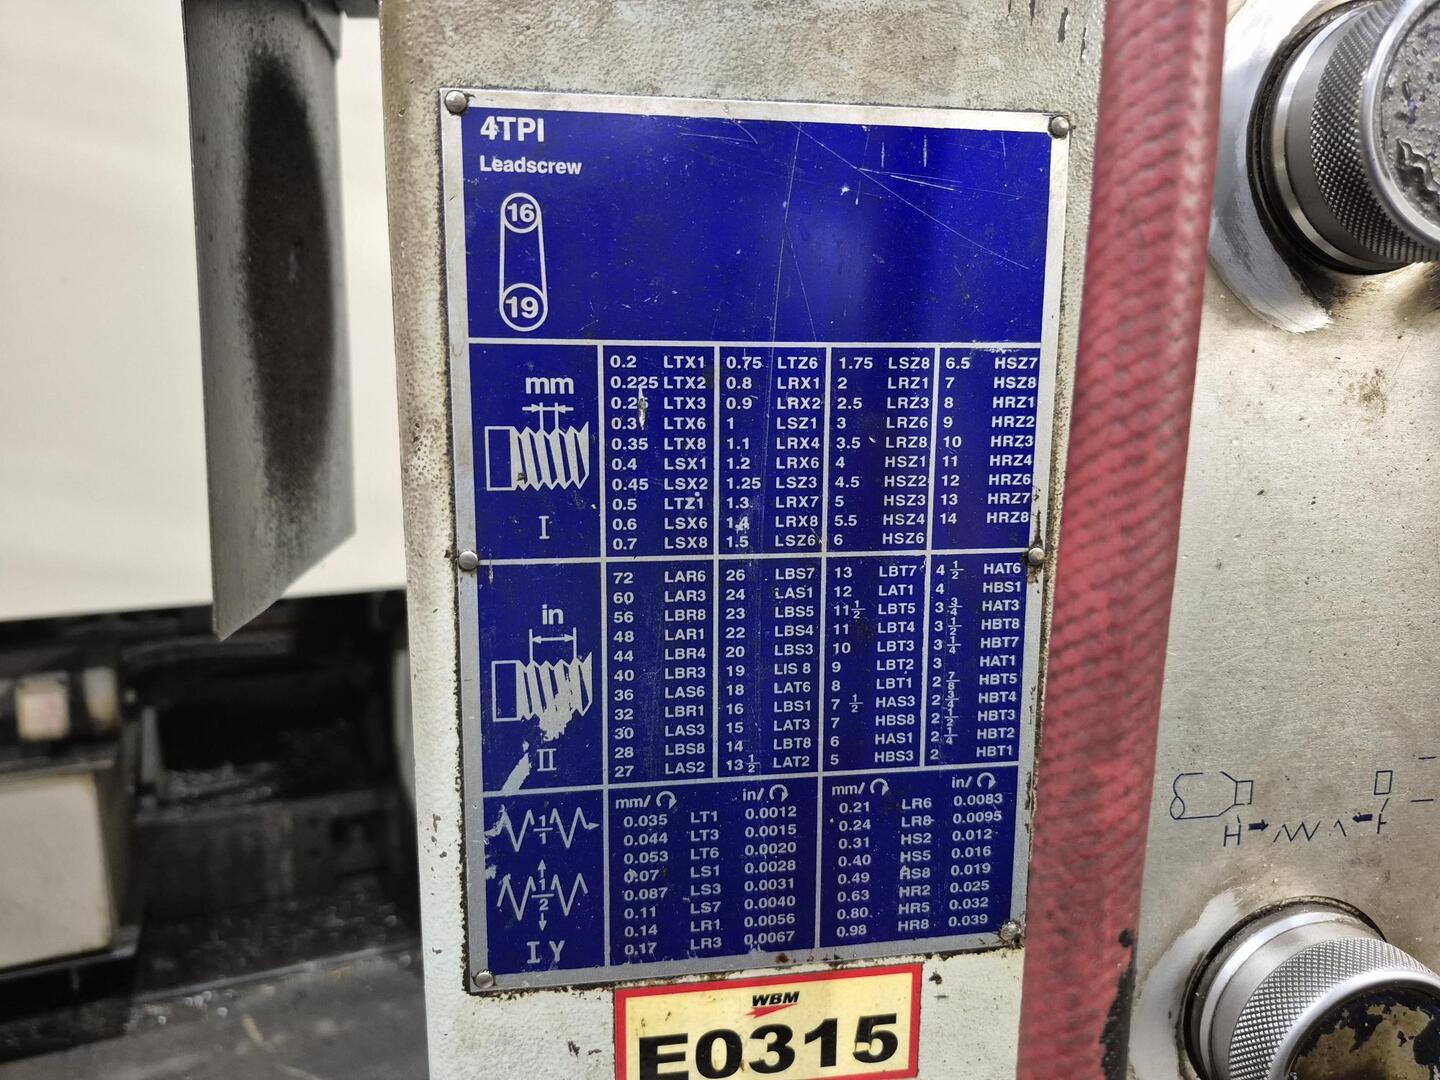 4TPI
Leadscrew
16
19
mm
I
0.2 LTX1 0.75 LTZ6 1.75 LSZ8 6.5 HSZ7
0.225 LTX2 0.8 LRX1 2 LRZ1 7 HSZ8
0.25 LTX3 0.9 LRX2 2.5 LRZ3 8 HRZ1
0.3 LTX6 1 LSZ1 3 LRZ6 9 HRZ2
0.35 LTX8 1.1 LRX4 3.5 LRZ8 10 HRZ3
0.4 LSX1 1.2 LRX6 4 HSZ1 11 HRZ4
0.45 LSX2 1.25 LSZ3 4.5 HSZ2 12 HRZ6
0.5 LTZ1 1.3 LRX7 5 HSZ3 13 HRZ7
0.6 LSX6 1.4 LRX8 5.5 HSZ4 14 HRZ8
0.7 LSX8 1.5 LSZ6 6 HSZ6
in
II
72 LAR6 26 LBS7 13 LBT7 4 1/2 HAT6
60 LAR3 24 LAS1 12 LAT1 4 HBS1
56 LBR8 23 LBS5 11 1/2 LBT5 3 3/4 HAT3
48 LAR1 22 LBS4 11 LBT4 3 1/2 HBT8
44 LBR4 20 LBS3 10 LBT3 3 1/4 HBT7
40 LBR3 19 LIS 8 9 LBT2 3 HAT1
36 LAS6 18 LAT6 8 LBT1 2 7/8 HBT5
32 LBR1 16 LBS1 7 1/2 HAS3 2 3/4 HBT4
30 LAS3 15 LAT3 7 HBS8 2 1/2 HBT3
28 LBS8 14 LBT8 6 HAS1 2 1/4 HBT2
27 LAS2 13 1/2 LAT2 5 HBS3 2 HBT1
1/1
1/2
I Y
mm/ in/ mm/ in/
0.035 LT1 0.0012 0.21 LR6 0.0083
0.044 LT3 0.0015 0.24 LR8 0.0095
0.053 LT6 0.0020 0.31 HS2 0.012
0.07 LS1 0.0028 0.40 HS5 0.016
0.087 LS3 0.0031 0.49 HS8 0.019
0.11 LS7 0.0040 0.63 HR2 0.025
0.14 LR1 0.0056 0.80 HR5 0.032
0.17 LR3 0.0067 0.98 HR8 0.039
WBM
E0315
H